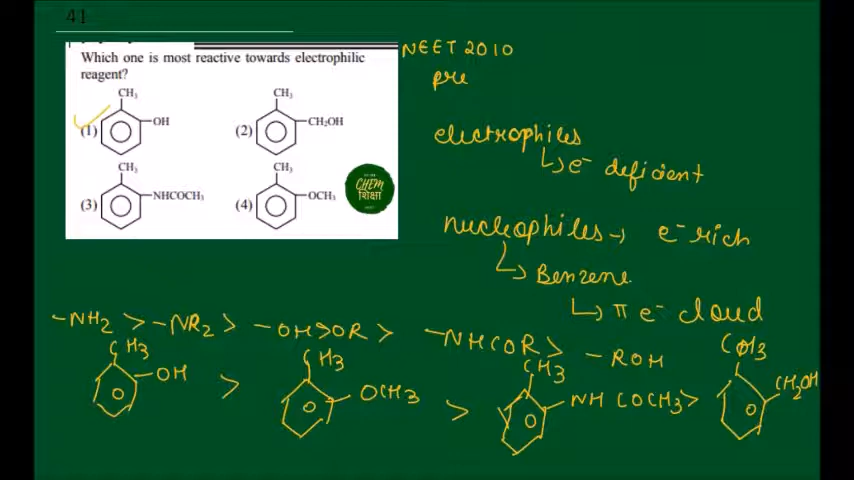 41
Which one is most reactive towards electrophilic
reagent?
CH₃
(1)
OH
CH₃
(2)
CH₂OH
CH₃
(3)
NHCOCH₃
CH₃
(4)
OCH₃
CHEM
शिक्षा
NEET 2010
pre
electrophiles
↳ e⁻ deficient
nucleophiles → e⁻ rich
↳ Benzene
↳ π e⁻ cloud
-NH₂ > -NR₂ > -OH > OR > -NHCOR > -ROH
CH3
OH
>
CH3
OCH3
>
CH3
NHCOCH3 >
CH3
CH2OH